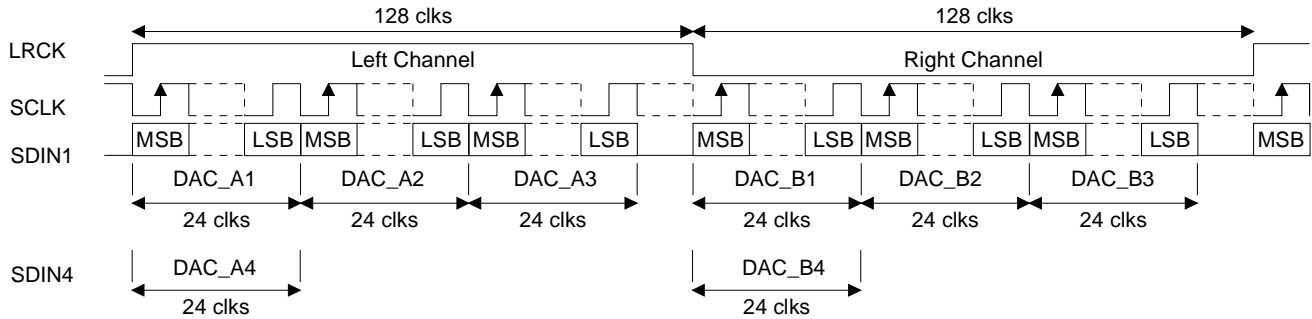 128 clks 128 clks
LRCK Left Channel Right Channel
SCLK
SDIN1 MSB LSB MSB LSB MSB LSB MSB LSB MSB LSB MSB LSB MSB
DAC_A1 DAC_A2 DAC_A3 DAC_B1 DAC_B2 DAC_B3
24 clks 24 clks 24 clks 24 clks 24 clks 24 clks
SDIN4 DAC_A4 DAC_B4
24 clks 24 clks